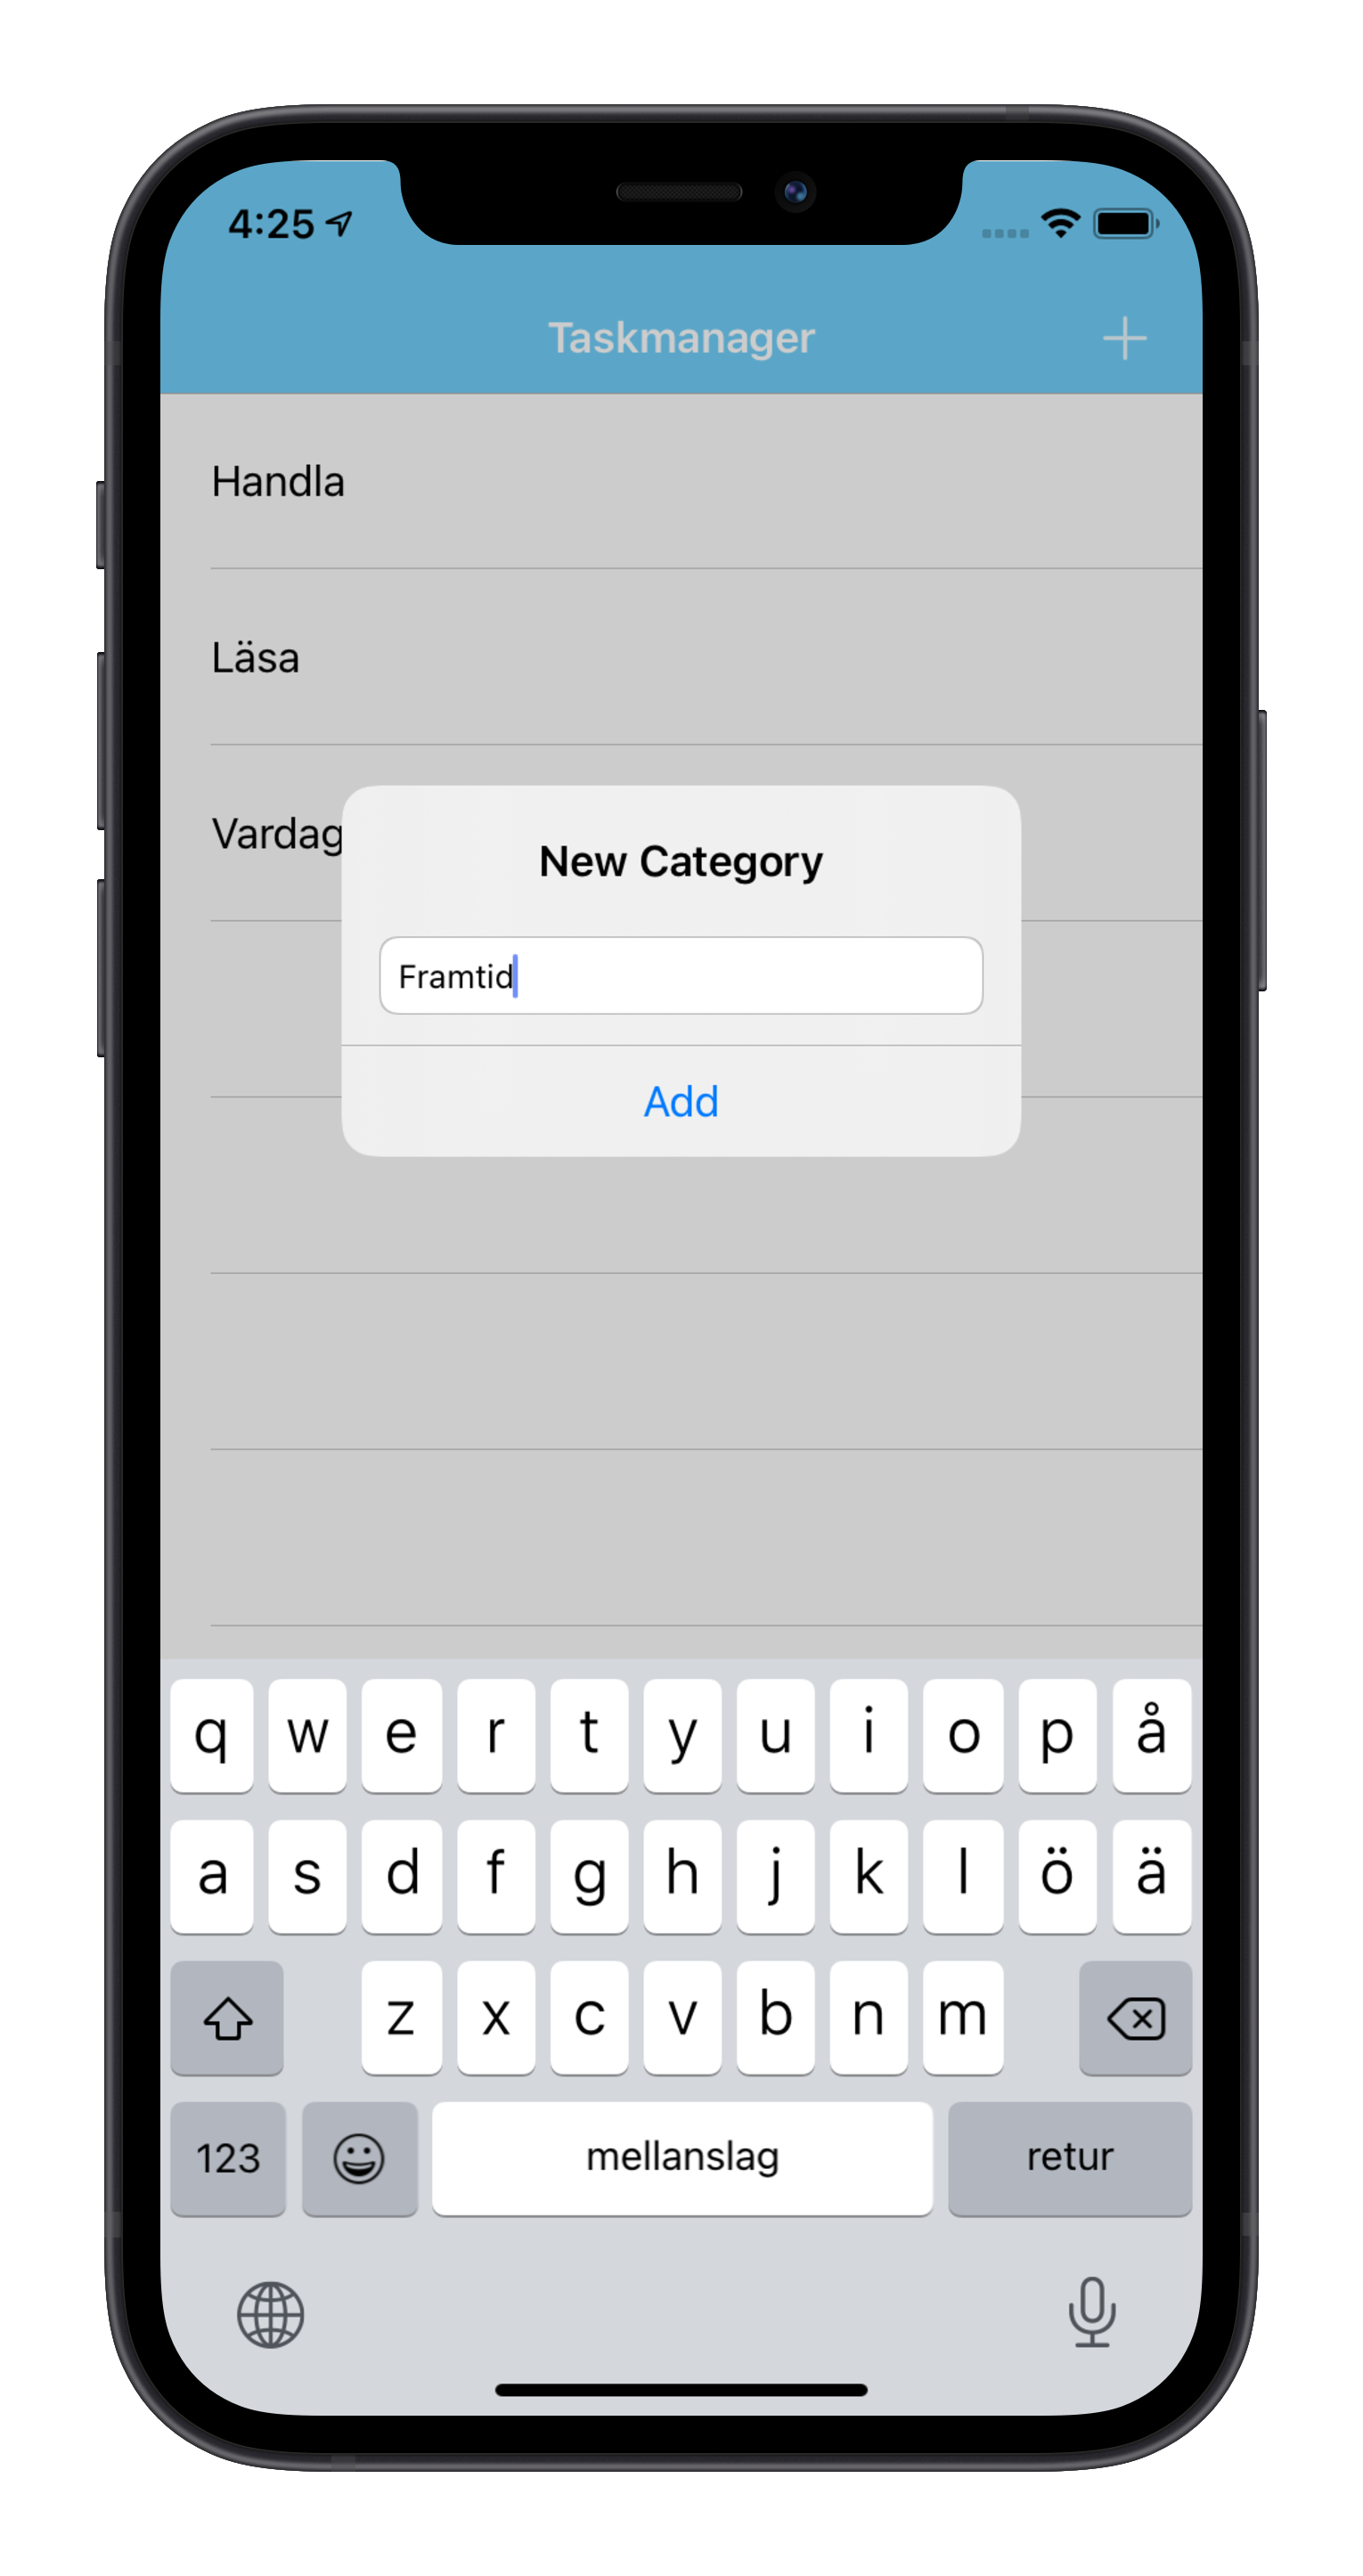 4:25
Taskmanager
Handla
Läsa
Vardag
New Category
Framtid
Add
q w e r t y u i o p å
a s d f g h j k l ö ä
z x c v b n m
123 mellanslag retur